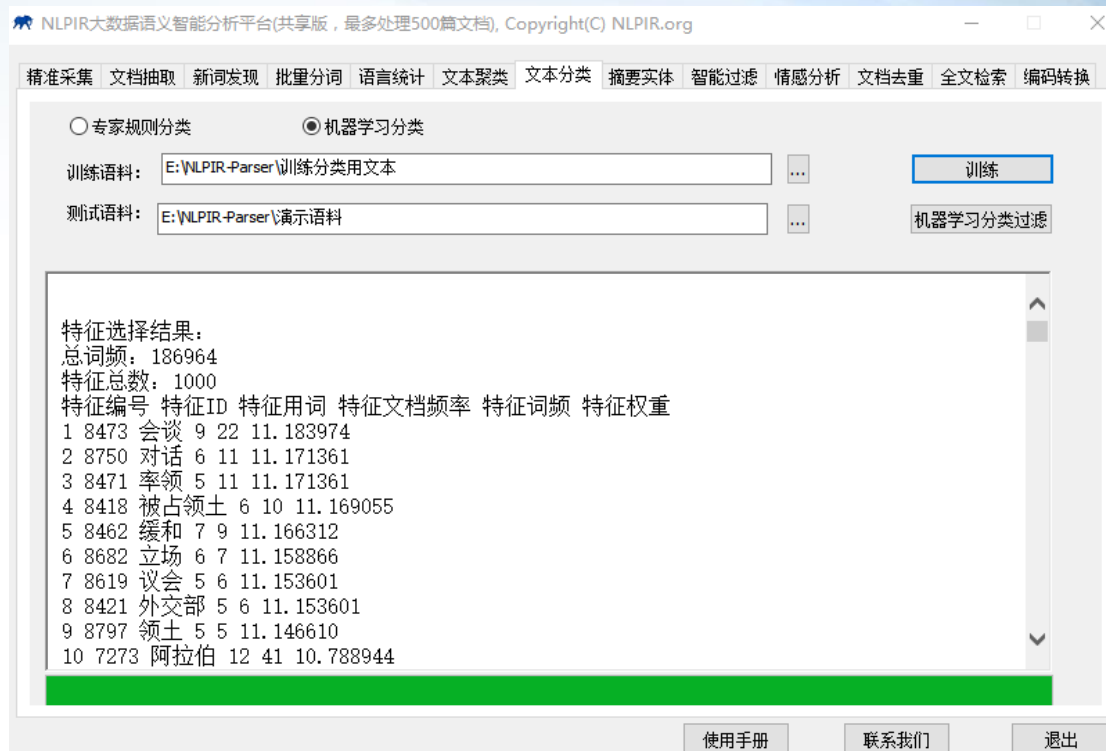 NLPIR大数据语义智能分析平台(共享版，最多处理500篇文档), Copyright(C) NLPIR.org
精准采集 文档抽取 新词发现 批量分词 语言统计 文本聚类 文本分类 摘要实体 智能过滤 情感分析 文档去重 全文检索 编码转换
专家规则分类 机器学习分类
训练语料： E:\NLPIR-Parser\训练分类用文本 ... 训练
测试语料： E:\NLPIR-Parser\演示语料 ... 机器学习分类过滤
特征选择结果：
总词频：186964
特征总数：1000
特征编号 特征ID 特征用词 特征文档频率 特征词频 特征权重
1 8473 会谈 9 22 11.183974
2 8750 对话 6 11 11.171361
3 8471 率领 5 11 11.171361
4 8418 被占领土 6 10 11.169055
5 8462 缓和 7 9 11.166312
6 8682 立场 6 7 11.158866
7 8619 议会 5 6 11.153601
8 8421 外交部 5 6 11.153601
9 8797 领土 5 5 11.146610
10 7273 阿拉伯 12 41 10.788944
使用手册 联系我们 退出